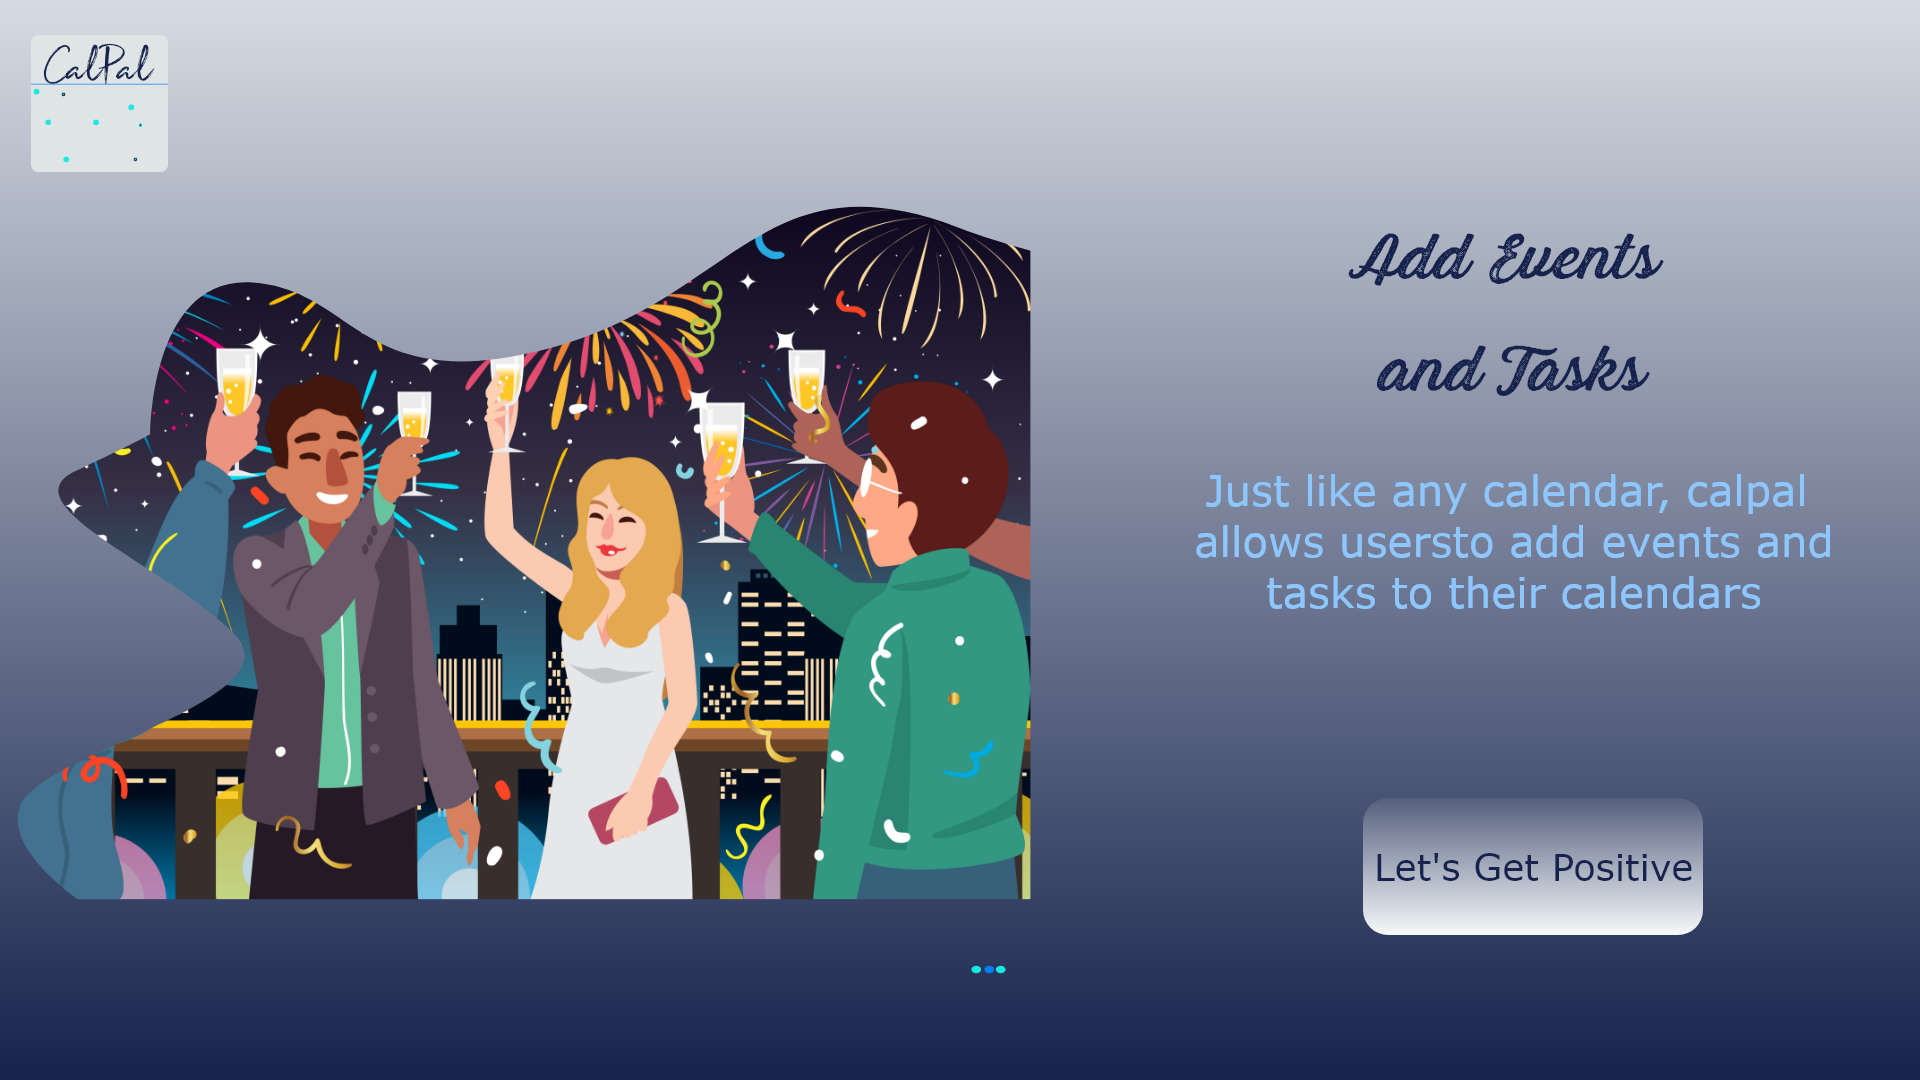 CalPal
Add Events
and Tasks
Just like any calendar, calpal
allows usersto add events and
tasks to their calendars
Let's Get Positive